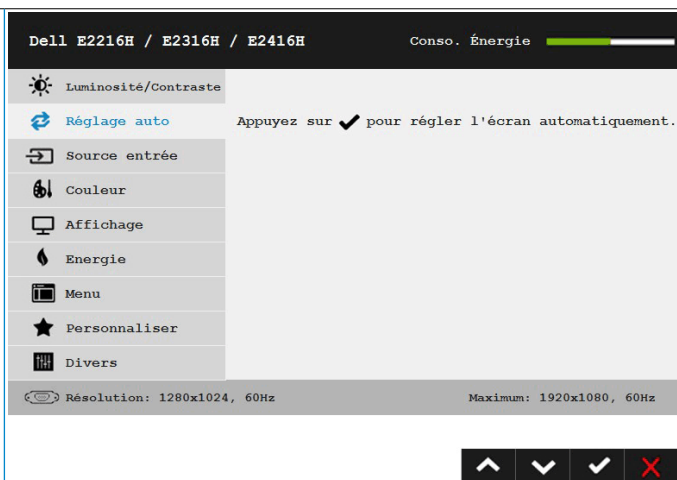 Dell E2216H / E2316H / E2416H Conso. Énergie
Luminosité/Contraste
Réglage auto Appuyez sur pour régler l'écran automatiquement.
Source entrée
Couleur
Affichage
Energie
Menu
Personnaliser
Divers
Résolution: 1280x1024, 60Hz Maximum: 1920x1080, 60Hz